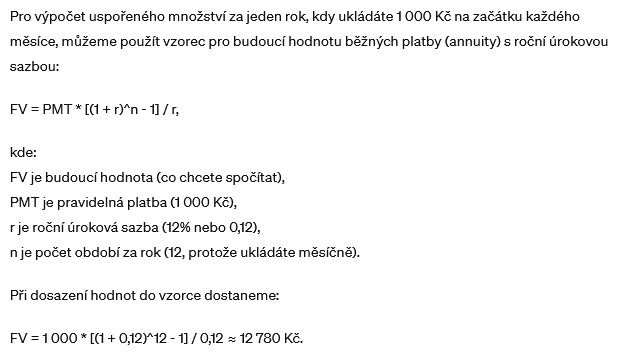 Pro výpočet uspořeného množství za jeden rok, kdy ukládáte 1 000 Kč na začátku každého
měsíce, můžeme použít vzorec pro budoucí hodnotu běžných platby (annuity) s roční úrokovou
sazbou:
FV = PMT * [(1 + r)^n - 1] / r,
kde:
FV je budoucí hodnota (co chcete spočítat),
PMT je pravidelná platba (1 000 Kč),
r je roční úroková sazba (12% nebo 0,12),
n je počet období za rok (12, protože ukládáte měsíčně).
Při dosazení hodnot do vzorce dostaneme:
FV = 1 000 * [(1 + 0,12)^12 - 1] / 0,12 ≈ 12 780 Kč.